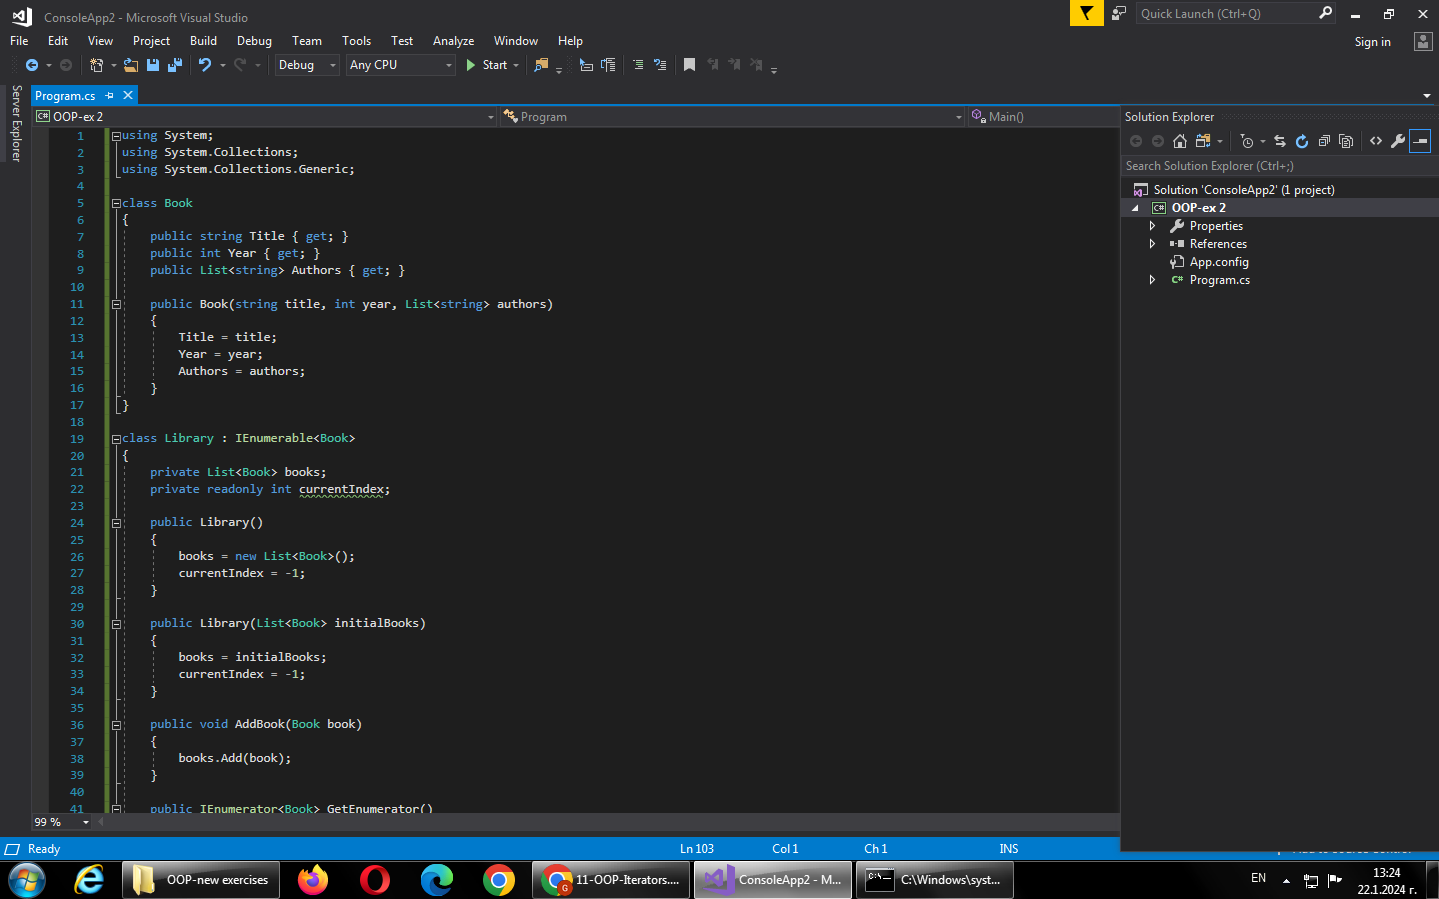 ConsoleApp2 - Microsoft Visual Studio
Quick Launch (Ctrl+Q)
File Edit View Project Build Debug Team Tools Test Analyze Window Help
Sign in
Debug Any CPU Start
Server Explorer
Program.cs
C# OOP-ex 2 Program Main()
1 using System;
2 using System.Collections;
3 using System.Collections.Generic;
4
5 class Book
6 {
7 public string Title { get; }
8 public int Year { get; }
9 public List<string> Authors { get; }
10
11 public Book(string title, int year, List<string> authors)
12 {
13 Title = title;
14 Year = year;
15 Authors = authors;
16 }
17 }
18
19 class Library : IEnumerable<Book>
20 {
21 private List<Book> books;
22 private readonly int currentIndex;
23
24 public Library()
25 {
26 books = new List<Book>();
27 currentIndex = -1;
28 }
29
30 public Library(List<Book> initialBooks)
31 {
32 books = initialBooks;
33 currentIndex = -1;
34 }
35
36 public void AddBook(Book book)
37 {
38 books.Add(book);
39 }
40
41 public IEnumerator<Book> GetEnumerator()
99 %
Solution Explorer
Search Solution Explorer (Ctrl+;)
Solution 'ConsoleApp2' (1 project)
C# OOP-ex 2
Properties
References
App.config
C# Program.cs
Ready Ln 103 Col 1 Ch 1 INS
OOP-new exercises
G 11-OOP-Iterators....
ConsoleApp2 - M...
C:\Windows\syst...
EN
13:24
22.1.2024 г.